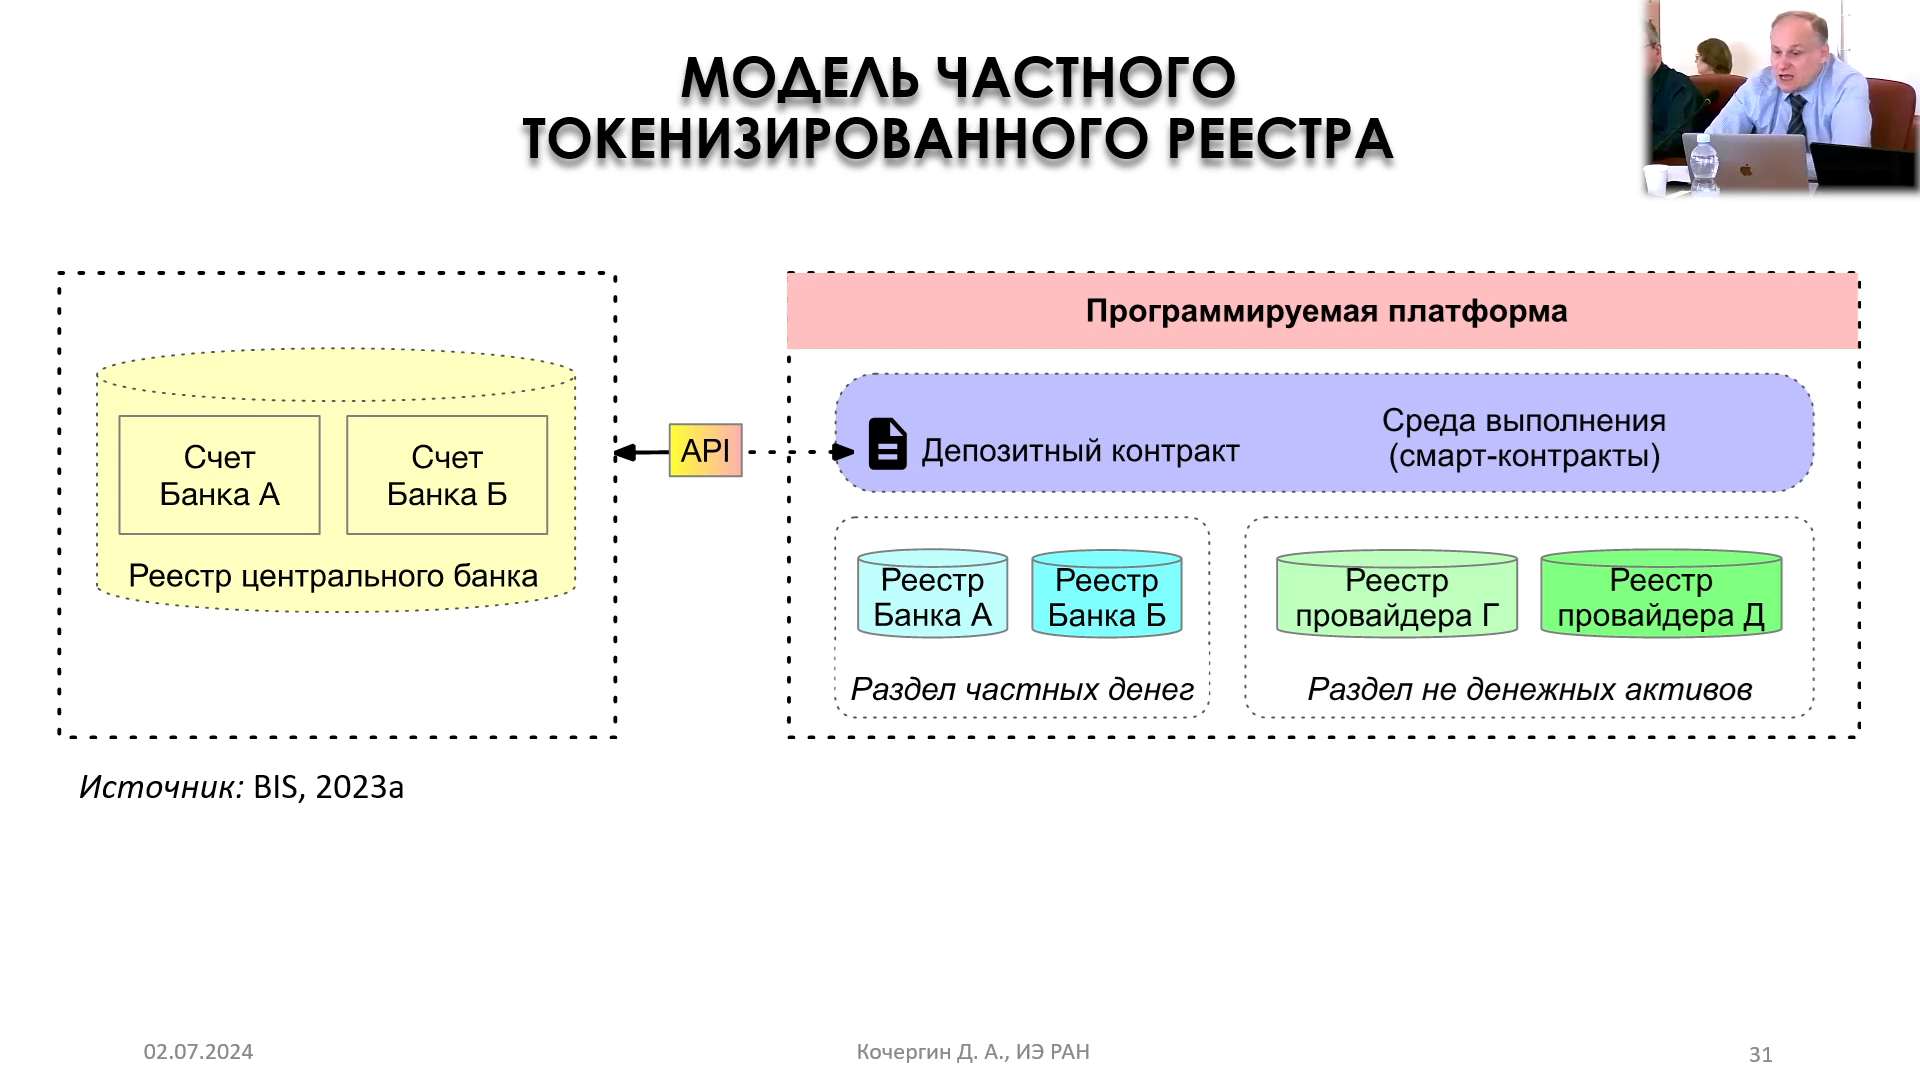 МОДЕЛЬ ЧАСТНОГО
ТОКЕНИЗИРОВАННОГО РЕЕСТРА
Счет
Банка А
Счет
Банка Б
Реестр центрального банка
API
Программируемая платформа
Депозитный контракт
Среда выполнения
(смарт-контракты)
Реестр
Банка А
Реестр
Банка Б
Раздел частных денег
Реестр
провайдера Г
Реестр
провайдера Д
Раздел не денежных активов
Источник: BIS, 2023a
02.07.2024
Кочергин Д. А., ИЭ РАН
31